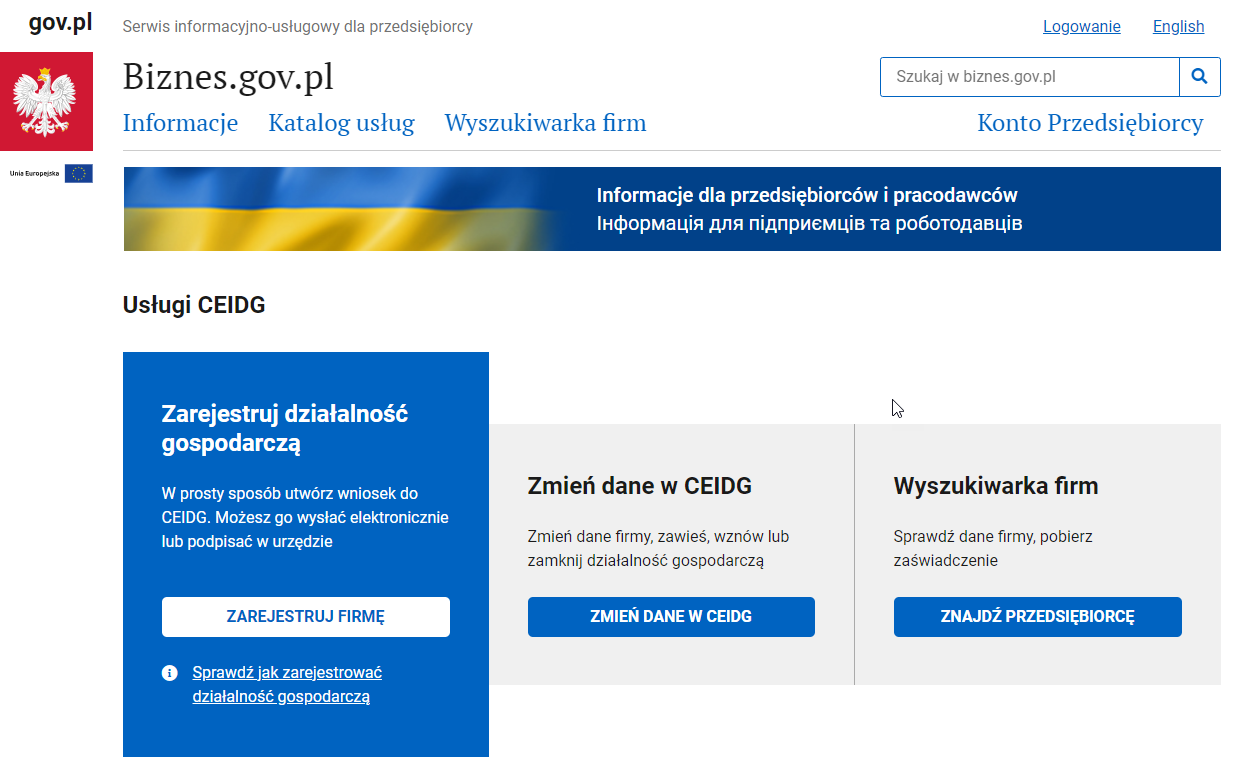 gov.pl
Serwis informacyjno-usługowy dla przedsiębiorcy
Logowanie
English
Biznes.gov.pl
Szukaj w biznes.gov.pl
Informacje
Katalog usług
Wyszukiwarka firm
Konto Przedsiębiorcy
Unia Europejska
Informacje dla przedsiębiorców i pracodawców
Інформація для підприємців та роботодавців
Usługi CEIDG
Zarejestruj działalność
gospodarczą
W prosty sposób utwórz wniosek do
CEIDG. Możesz go wysłać elektronicznie
lub podpisać w urzędzie
ZAREJESTRUJ FIRMĘ
Sprawdź jak zarejestrować
działalność gospodarczą
Zmień dane w CEIDG
Zmień dane firmy, zawieś, wznów lub
zamknij działalność gospodarczą
ZMIEŃ DANE W CEIDG
Wyszukiwarka firm
Sprawdź dane firmy, pobierz
zaświadczenie
ZNAJDŹ PRZEDSIĘBIORCĘ